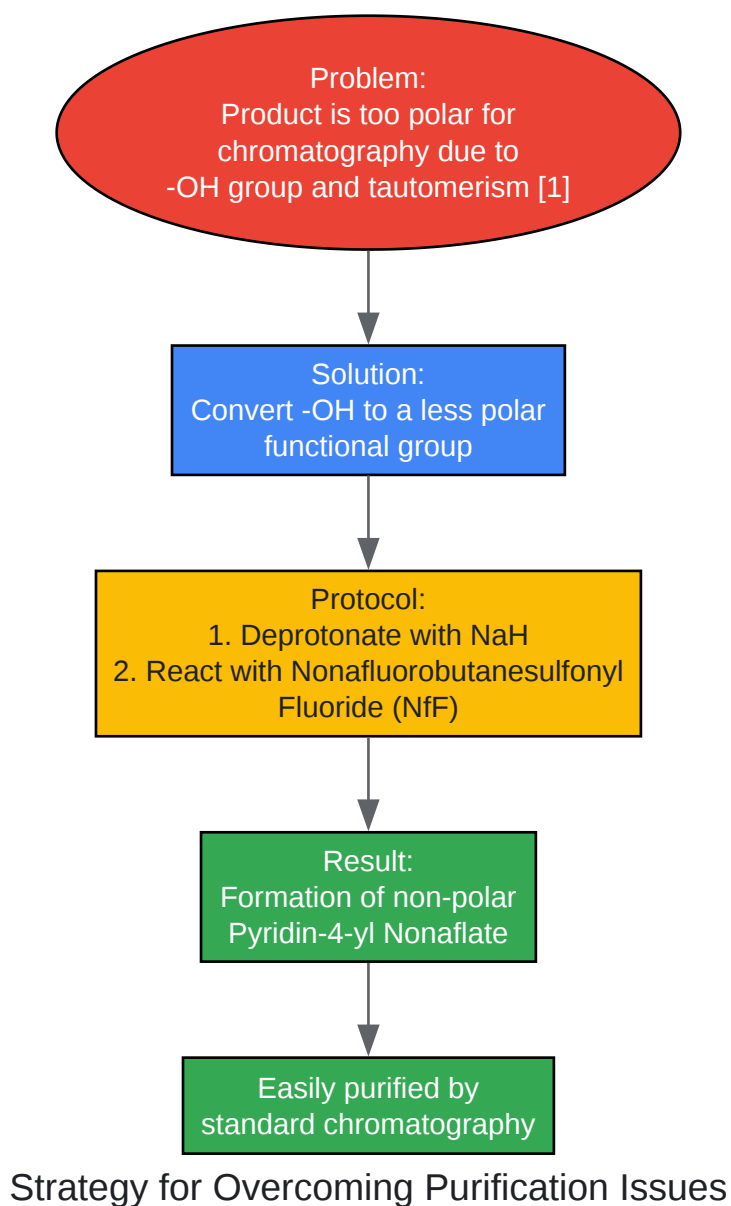 Problem:
Product is too polar for
chromatography due to
-OH group and tautomerism [1]
Solution:
Convert -OH to a less polar
functional group
Protocol:
1. Deprotonate with NaH
2. React with Nonafluorobutanesulfonyl
Fluoride (NfF)
Result:
Formation of non-polar
Pyridin-4-yl Nonaflate
Easily purified by
standard chromatography
Strategy for Overcoming Purification Issues